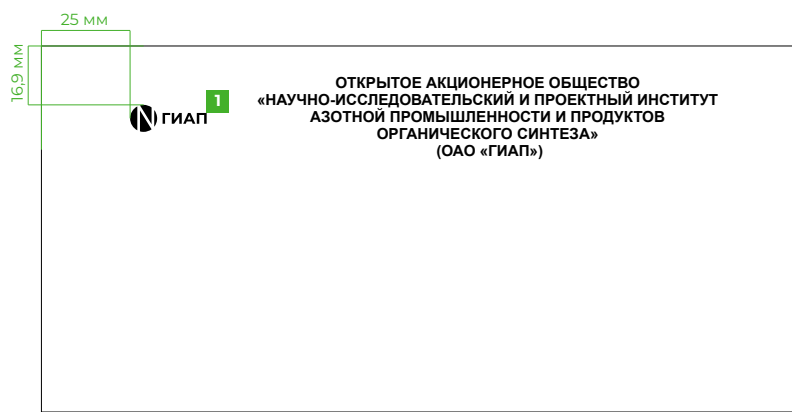 25 мм
16,9 мм
ГИАП
1
ОТКРЫТОЕ АКЦИОНЕРНОЕ ОБЩЕСТВО
«НАУЧНО-ИССЛЕДОВАТЕЛЬСКИЙ И ПРОЕКТНЫЙ ИНСТИТУТ
АЗОТНОЙ ПРОМЫШЛЕННОСТИ И ПРОДУКТОВ
ОРГАНИЧЕСКОГО СИНТЕЗА»
(ОАО «ГИАП»)